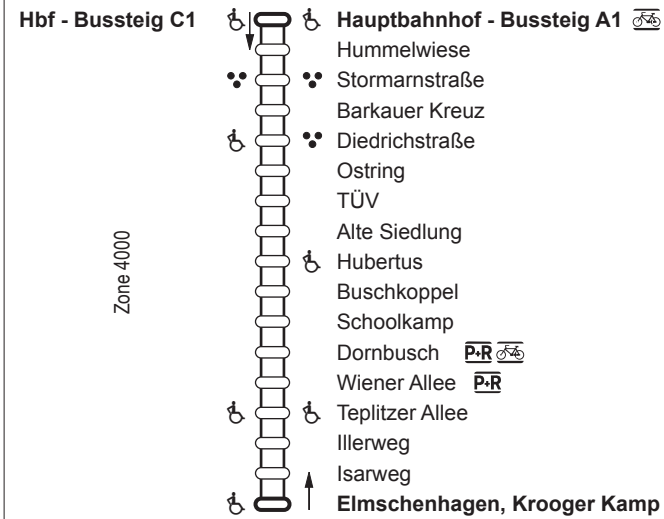 Hbf - Bussteig C1 Hauptbahnhof - Bussteig A1
Hummelwiese
Stormarnstraße
Barkauer Kreuz
Diedrichstraße
Ostring
TÜV
Alte Siedlung
Hubertus
Buschkoppel
Schoolkamp
Dornbusch P+R
Wiener Allee P+R
Teplitzer Allee
Illerweg
Isarweg
Elmschenhagen, Krooger Kamp
Zone 4000